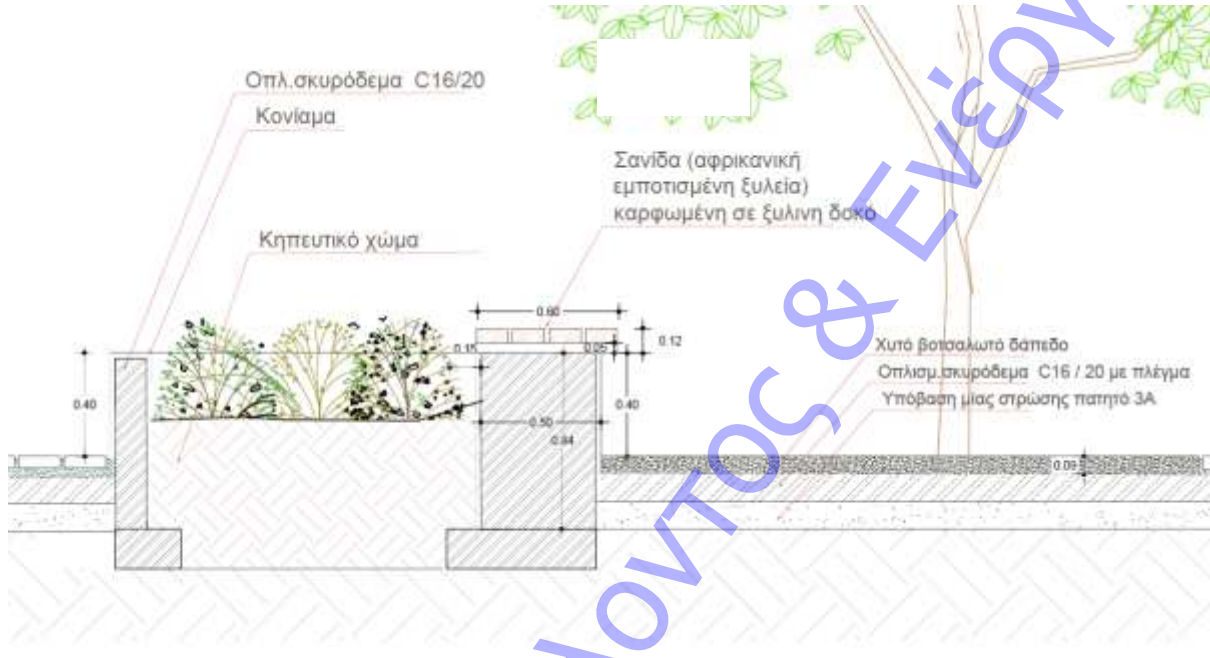 Οπλ.σκυρόδεμα C16/20
Κονίαμα
Σανίδα (αφρικανική
εμποτισμένη ξυλεία)
καρφωμένη σε ξυλινη δοκό
Κηπευτικό χώμα
0.60
0.12
0.15
0.05
0.40
0.50
0.84
0.40
Χυτό βοτσαλωτό δάπεδο
Οπλισμ.σκυρόδεμα C16 / 20 με πλέγμα
Υπόβαση μίας στρώσης πατητό 3Α
0.09
οντος & Ενέργ